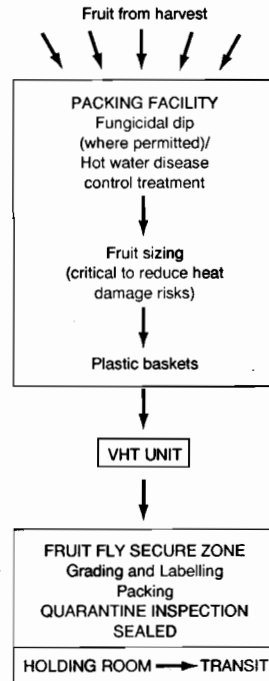 Fruit from harvest
PACKING FACILITY
Fungicidal dip
(where permitted)/
Hot water disease
control treatment
Fruit sizing
(critical to reduce heat
damage risks)
Plastic baskets
VHT UNIT
FRUIT FLY SECURE ZONE
Grading and Labelling
Packing
QUARANTINE INSPECTION
SEALED
HOLDING ROOM TRANSIT